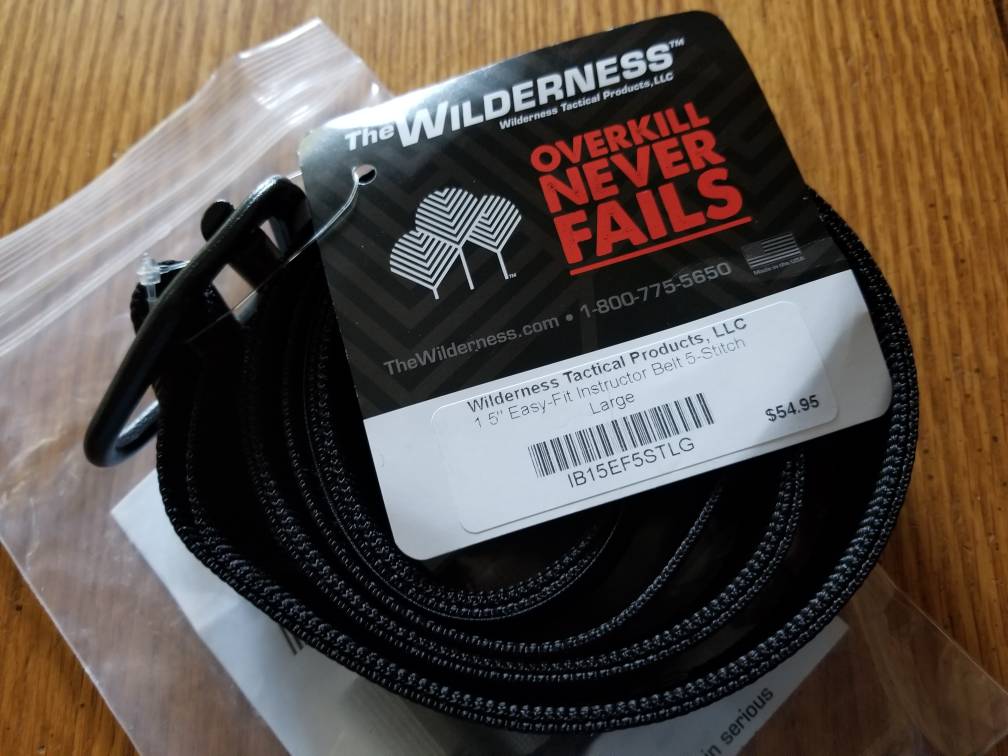 The WILDERNESS™
Wilderness Tactical Products, LLC
OVERKILL
NEVER
FAILS
TM
Made in the USA
TheWilderness.com • 1-800-775-5650
Wilderness Tactical Products, LLC
1 5" Easy-Fit Instructor Belt 5-Stitch
Large
$54.95
IB15EF5STLG
in serious